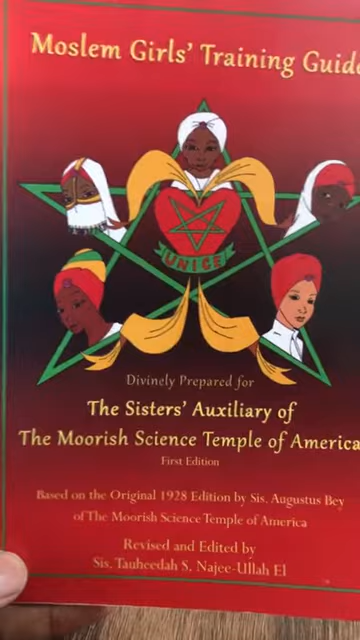 Moslem Girls' Training Guide
UNICE
Divinely Prepared for
The Sisters' Auxiliary of
The Moorish Science Temple of America
First Edition
Based on the Original 1928 Edition by Sis. Augustus Bey
of The Moorish Science Temple of America
Revised and Edited by
Sis. Tauheedah S. Najee-Ullah El